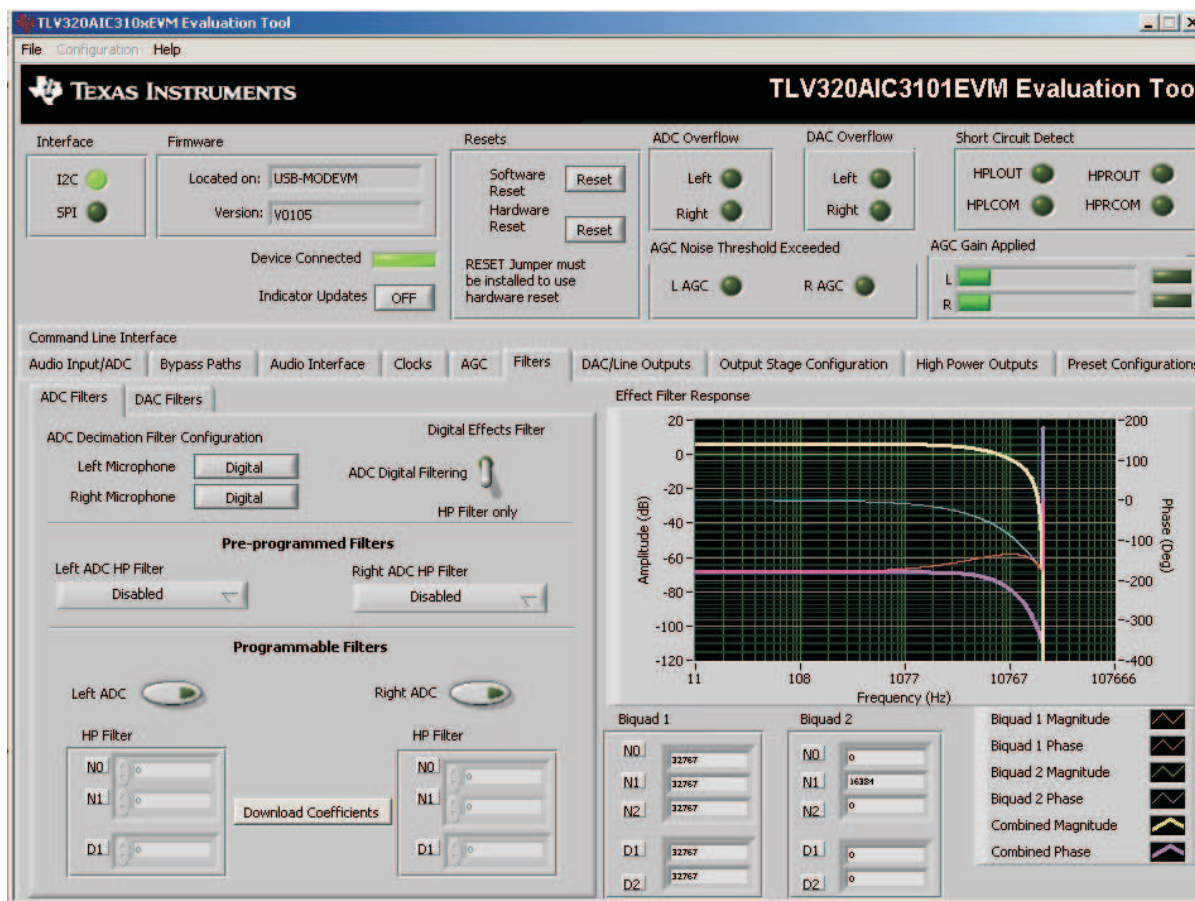 TLV320AIC310xEVM Evaluation Tool
File Configuration Help
TEXAS INSTRUMENTS
TLV320AIC3101EVM Evaluation Tool
Interface
I2C
SPI
Firmware
Located on: USB-MODEVM
Version: V0105
Device Connected
Indicator Updates OFF
Resets
Software Reset Reset
Hardware Reset Reset
RESET Jumper must
be installed to use
hardware reset
ADC Overflow
Left
Right
DAC Overflow
Left
Right
Short Circuit Detect
HPLOUT HPROUT
HPLCOM HPRCOM
AGC Noise Threshold Exceeded
L AGC R AGC
AGC Gain Applied
L
R
Command Line Interface
Audio Input/ADC Bypass Paths Audio Interface Clocks AGC Filters DAC/Line Outputs Output Stage Configuration High Power Outputs Preset Configurations
ADC Filters DAC Filters
ADC Decimation Filter Configuration
Left Microphone Digital
Right Microphone Digital
Digital Effects Filter
ADC Digital Filtering
HP Filter only
Pre-programmed Filters
Left ADC HP Filter
Disabled
Right ADC HP Filter
Disabled
Programmable Filters
Left ADC Right ADC
HP Filter
N0 0
N1 0
D1 0
Download Coefficients
HP Filter
N0 0
N1 0
D1 0
Effect Filter Response
Amplitude (dB)
20
0
-20
-40
-60
-80
-100
-120
200
-100
-0
-100
-200
-300
-400
Phase (Deg)
11 108 1077 10767 107666
Frequency (Hz)
Biquad 1
N0 32767
N1 32767
N2 32767
D1 32767
D2 32767
Biquad 2
N0 0
N1 16384
N2 0
D1 0
D2 0
Biquad 1 Magnitude
Biquad 1 Phase
Biquad 2 Magnitude
Biquad 2 Phase
Combined Magnitude
Combined Phase